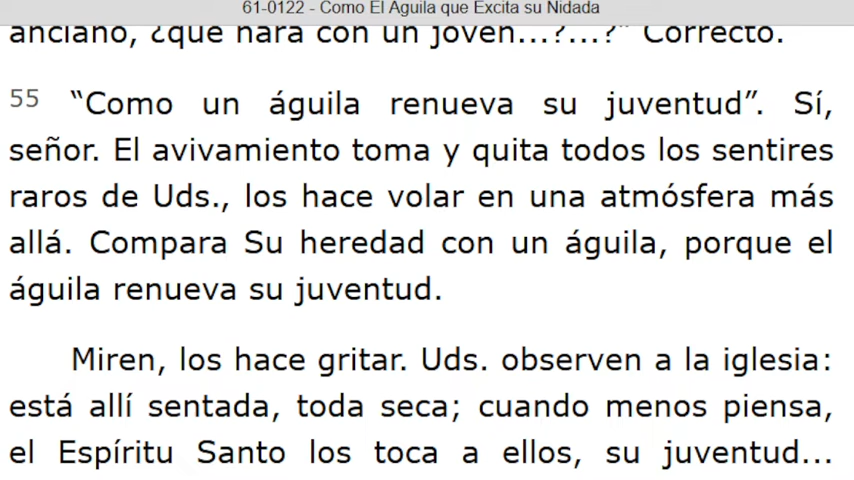 61-0122 - Como El Aguila que Excita su Nidada
anciano, ¿qué hará con un joven...?...?” Correcto.
55 “Como un águila renueva su juventud”. Sí,
señor. El avivamiento toma y quita todos los sentires
raros de Uds., los hace volar en una atmósfera más
allá. Compara Su heredad con un águila, porque el
águila renueva su juventud.
Miren, los hace gritar. Uds. observen a la iglesia:
está allí sentada, toda seca; cuando menos piensa,
el Espíritu Santo los toca a ellos, su juventud...